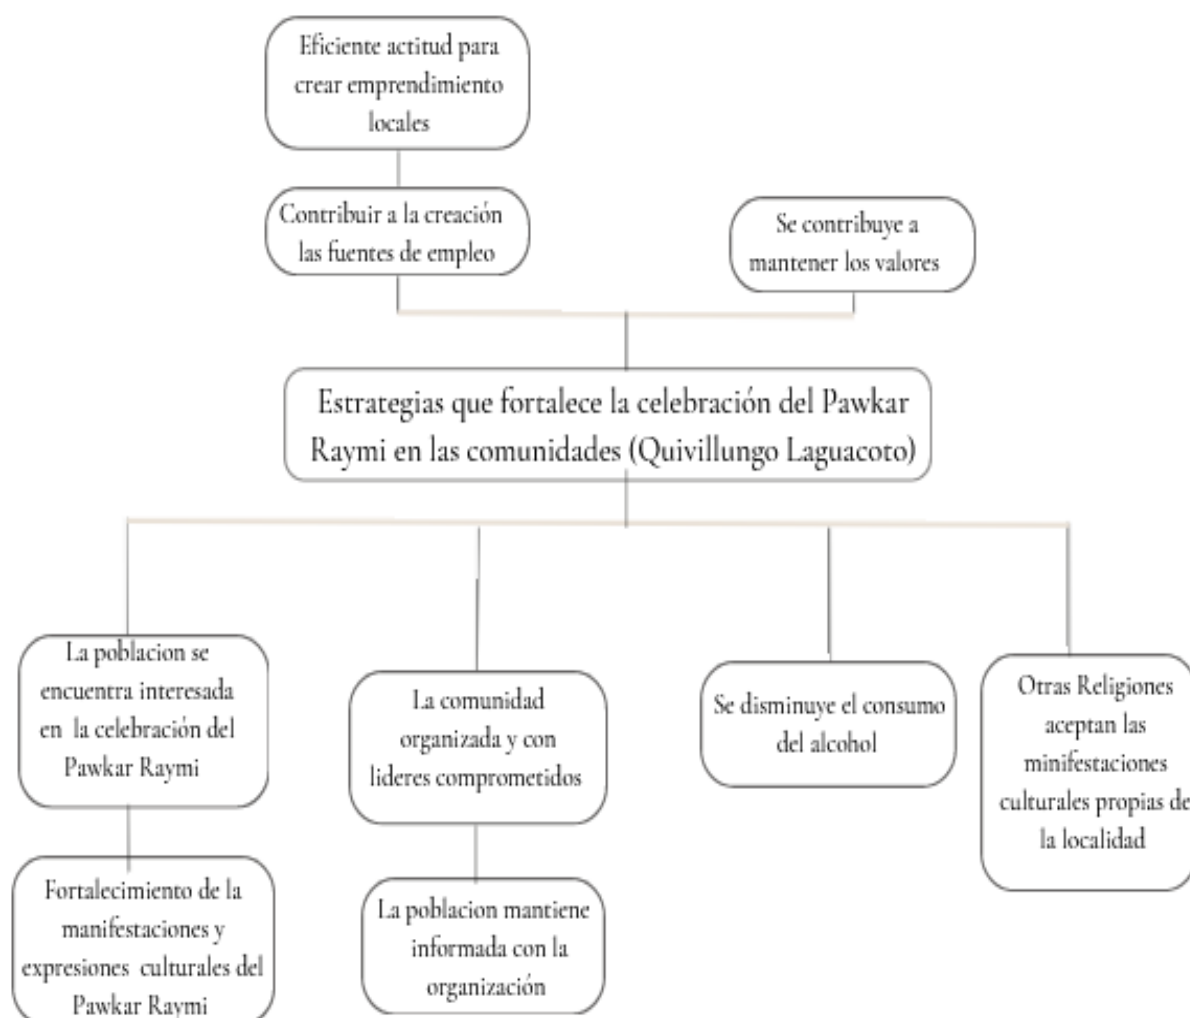 Eficiente actitud para
crear emprendimiento
locales
Contribuir a la creación
las fuentes de empleo
Se contribuye a
mantener los valores
Estrategias que fortalece la celebración del Pawkar
Raymi en las comunidades (Quivillungo Laguacoto)
La poblacion se
encuentra interesada
en la celebración del
Pawkar Raymi
Fortalecimiento de la
manifestaciones y
expresiones culturales del
Pawkar Raymi
La comunidad
organizada y con
lideres comprometidos
La poblacion mantiene
informada con la
organización
Se disminuye el consumo
del alcohol
Otras Religiones
aceptan las
minifestaciones
culturales propias de
la localidad